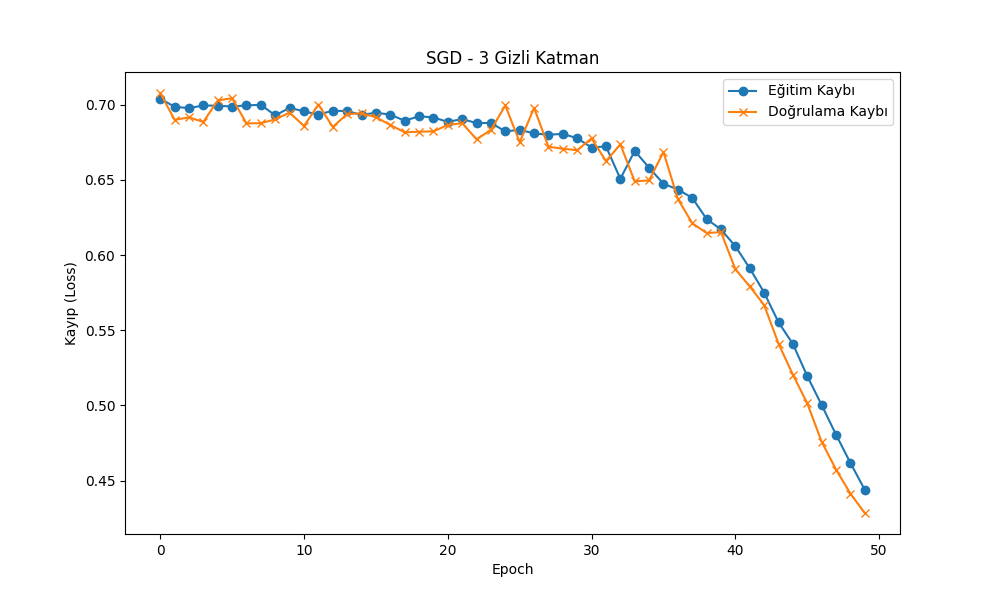 SGD - 3 Gizli Katman
Eğitim Kaybı
Doğrulama Kaybı
Kayıp (Loss)
0.70
0.65
0.60
0.55
0.50
0.45
0 10 20 30 40 50
Epoch